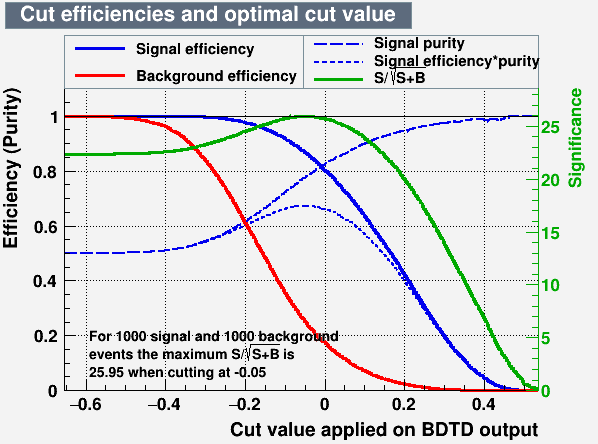 Cut efficiencies and optimal cut value
Signal efficiency
Background efficiency
Signal purity
Signal efficiency*purity
S/√S+B
Efficiency (Purity)
Significance
1
0.8
0.6
0.4
0.2
0
25
20
15
10
5
0
For 1000 signal and 1000 background
events the maximum S/√S+B is
25.95 when cutting at -0.05
−0.6 −0.4 −0.2 0 0.2 0.4
Cut value applied on BDTD output